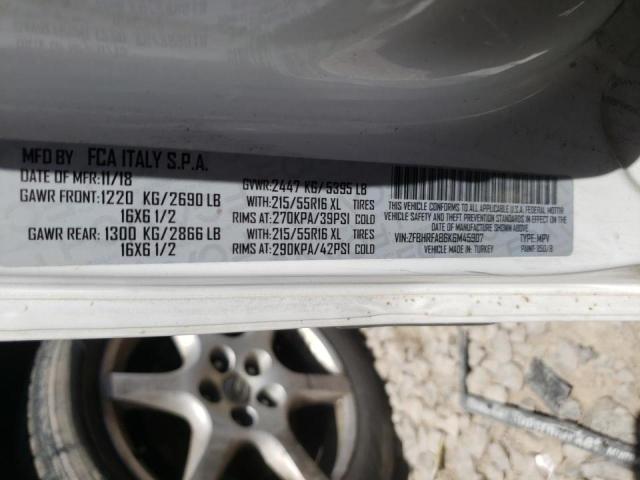 MFD BY FCA ITALY S.P.A.
DATE OF MFR: 11/18 GVWR: 2447 KG/5395 LB
GAWR FRONT: 1220 KG/2690 LB WITH: 215/55R16 XL TIRES
16X6 1/2 RIMS AT: 270KPA/39PSI COLD
GAWR REAR: 1300 KG/2866 LB WITH: 215/55R16 XL TIRES
16X6 1/2 RIMS AT: 290KPA/42PSI COLD
THIS VEHICLE CONFORMS TO ALL APPLICABLE U.S.A. FEDERAL MOTOR
VEHICLE SAFETY, BUMPER AND THEFT PREVENTION STANDARDS IN EFFECT
ON THE DATE OF MANUFACTURE SHOWN ABOVE.
VIN: ZFBHRFAB6K6M45907 TYPE: MPV
VEHICLE MADE IN: TURKEY PAINT: